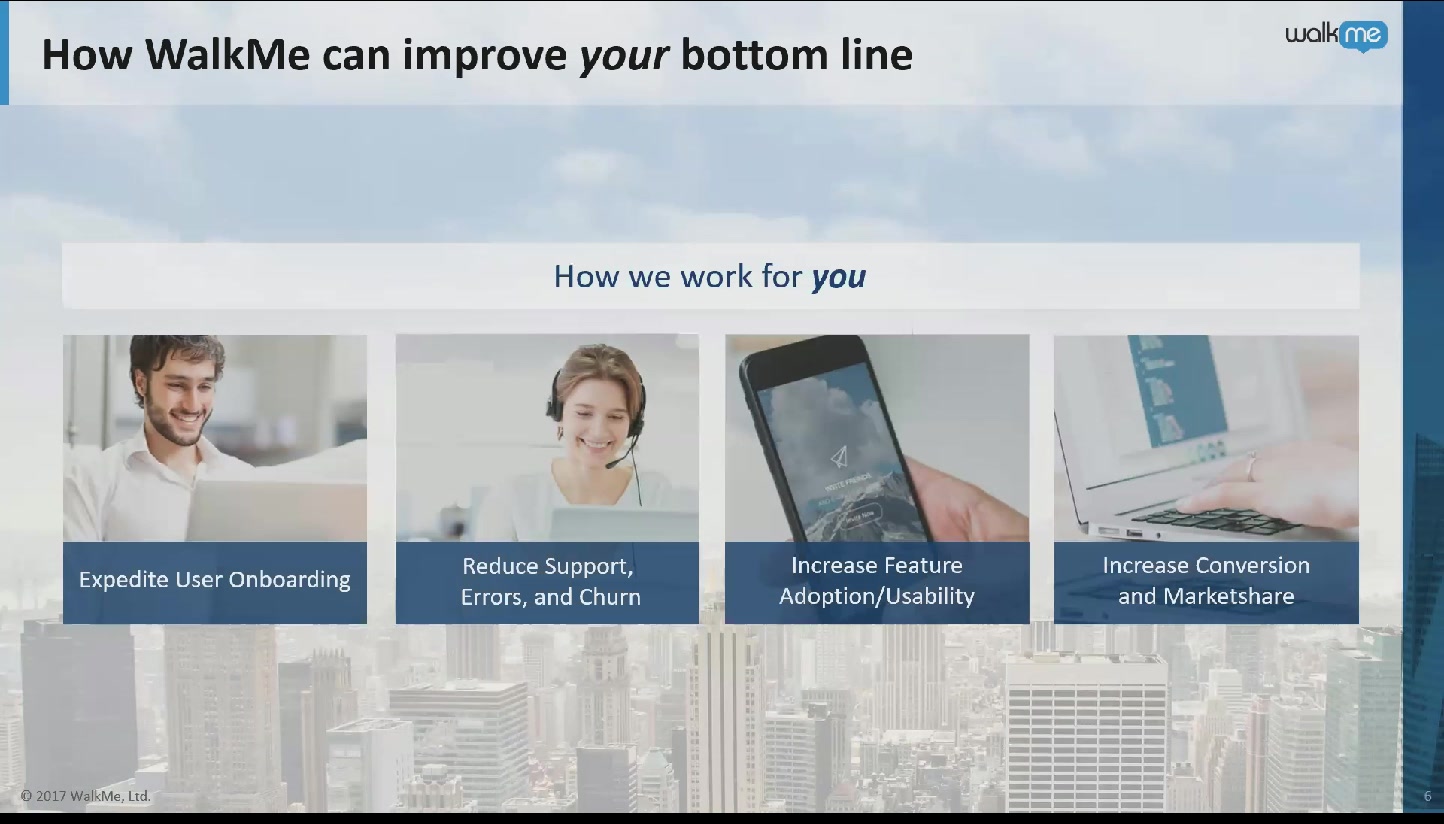 How WalkMe can improve your bottom line
walkme
How we work for you
Expedite User Onboarding
Reduce Support,
Errors, and Churn
Increase Feature
Adoption/Usability
Increase Conversion
and Marketshare
© 2017 WalkMe, Ltd.
6